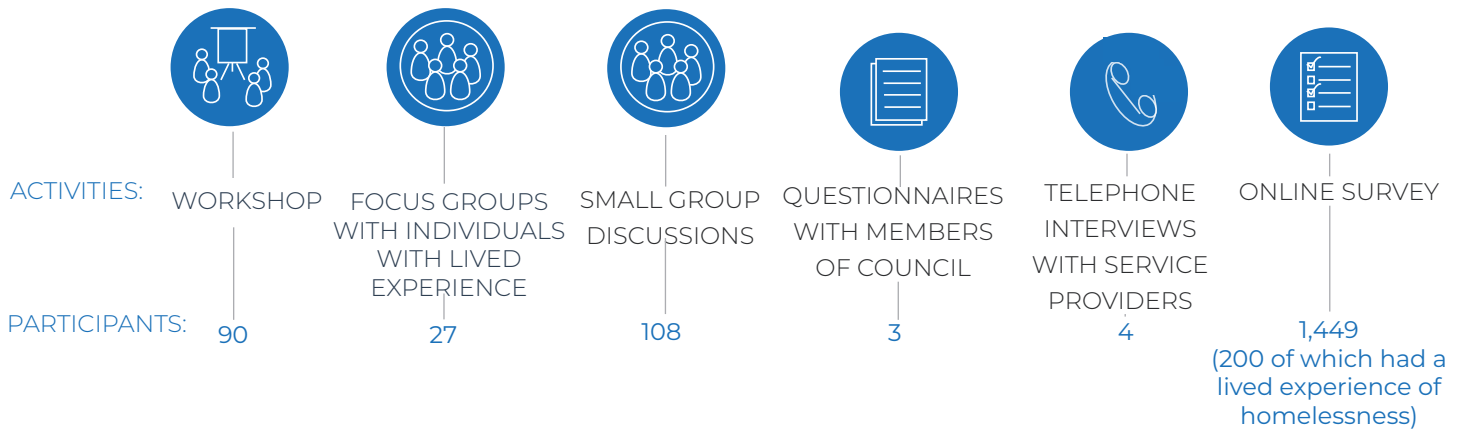 ACTIVITIES:
WORKSHOP
FOCUS GROUPS
WITH INDIVIDUALS
WITH LIVED
EXPERIENCE
SMALL GROUP
DISCUSSIONS
QUESTIONNAIRES
WITH MEMBERS
OF COUNCIL
TELEPHONE
INTERVIEWS
WITH SERVICE
PROVIDERS
ONLINE SURVEY
PARTICIPANTS:
90
27
108
3
4
1,449
(200 of which had a
lived experience of
homelessness)